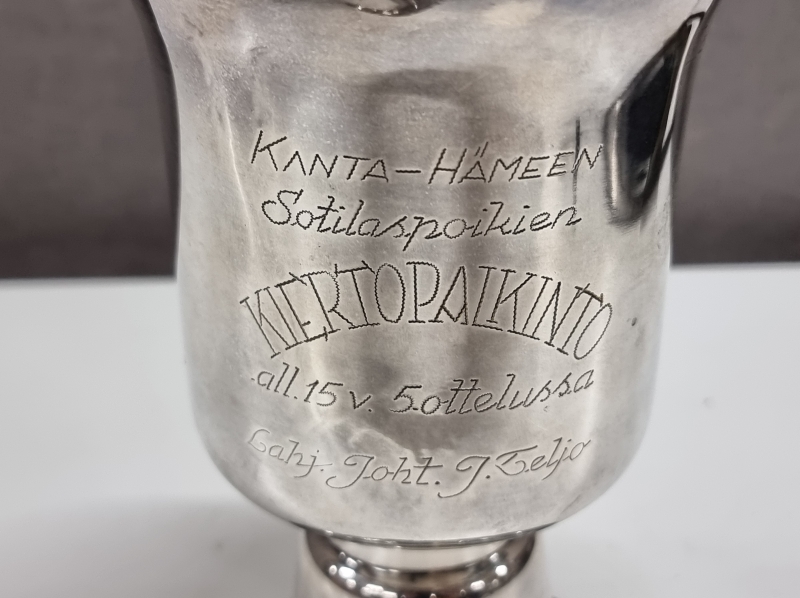 KANTA-HÄMEEN
Sotilaspoikien
KIERTOPALKINTO
all. 15 v. 5.ottelussa
Lahj. Joht. J. Teljo